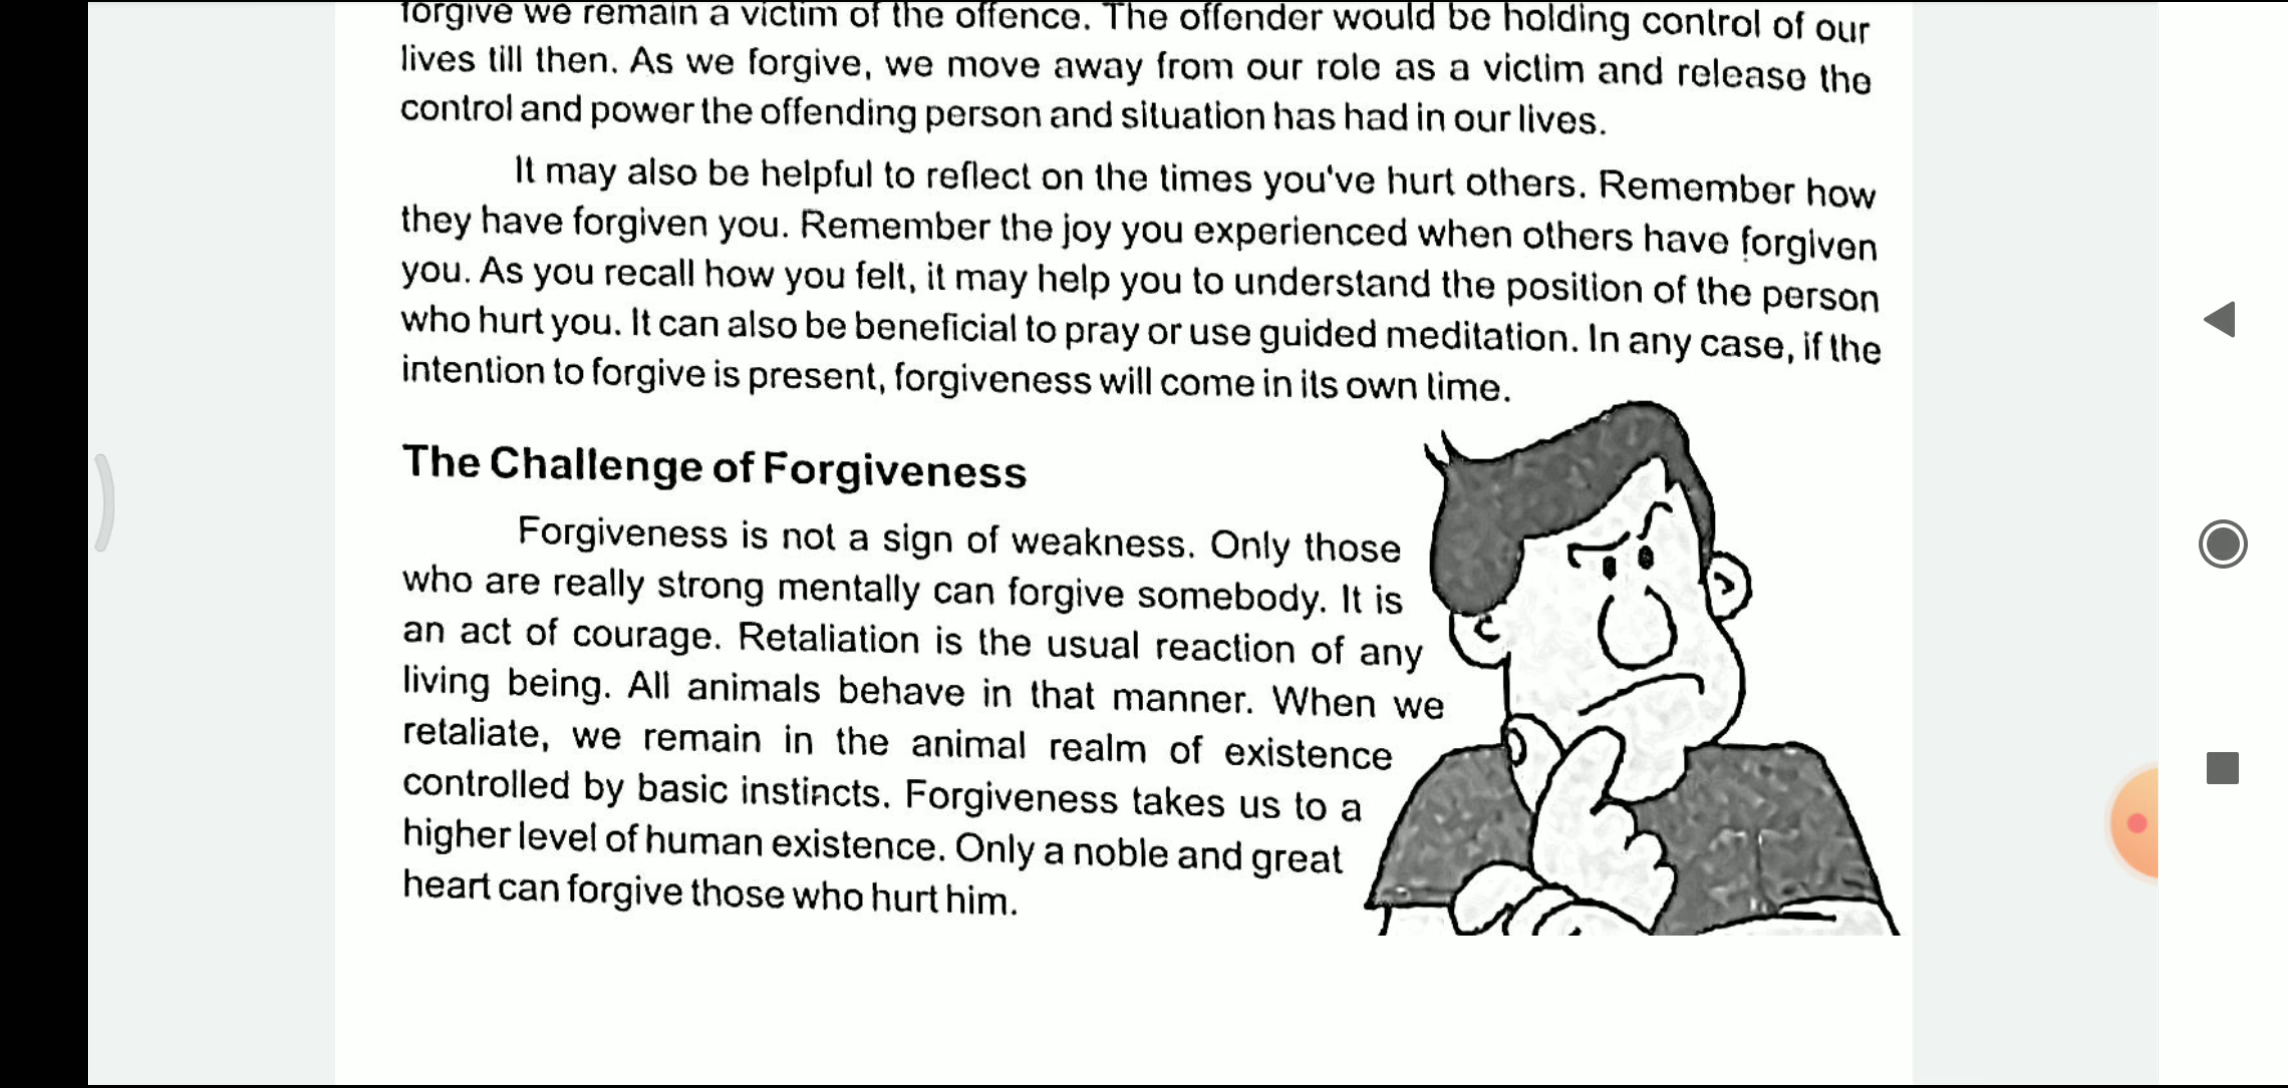 forgive we remain a victim of the offence. The offender would be holding control of our
lives till then. As we forgive, we move away from our role as a victim and release the
control and power the offending person and situation has had in our lives.
It may also be helpful to reflect on the times you've hurt others. Remember how
they have forgiven you. Remember the joy you experienced when others have forgiven
you. As you recall how you felt, it may help you to understand the position of the person
who hurt you. It can also be beneficial to pray or use guided meditation. In any case, if the
intention to forgive is present, forgiveness will come in its own time.
The Challenge of Forgiveness
Forgiveness is not a sign of weakness. Only those
who are really strong mentally can forgive somebody. It is
an act of courage. Retaliation is the usual reaction of any
living being. All animals behave in that manner. When we
retaliate, we remain in the animal realm of existence
controlled by basic instincts. Forgiveness takes us to a
higher level of human existence. Only a noble and great
heart can forgive those who hurt him.